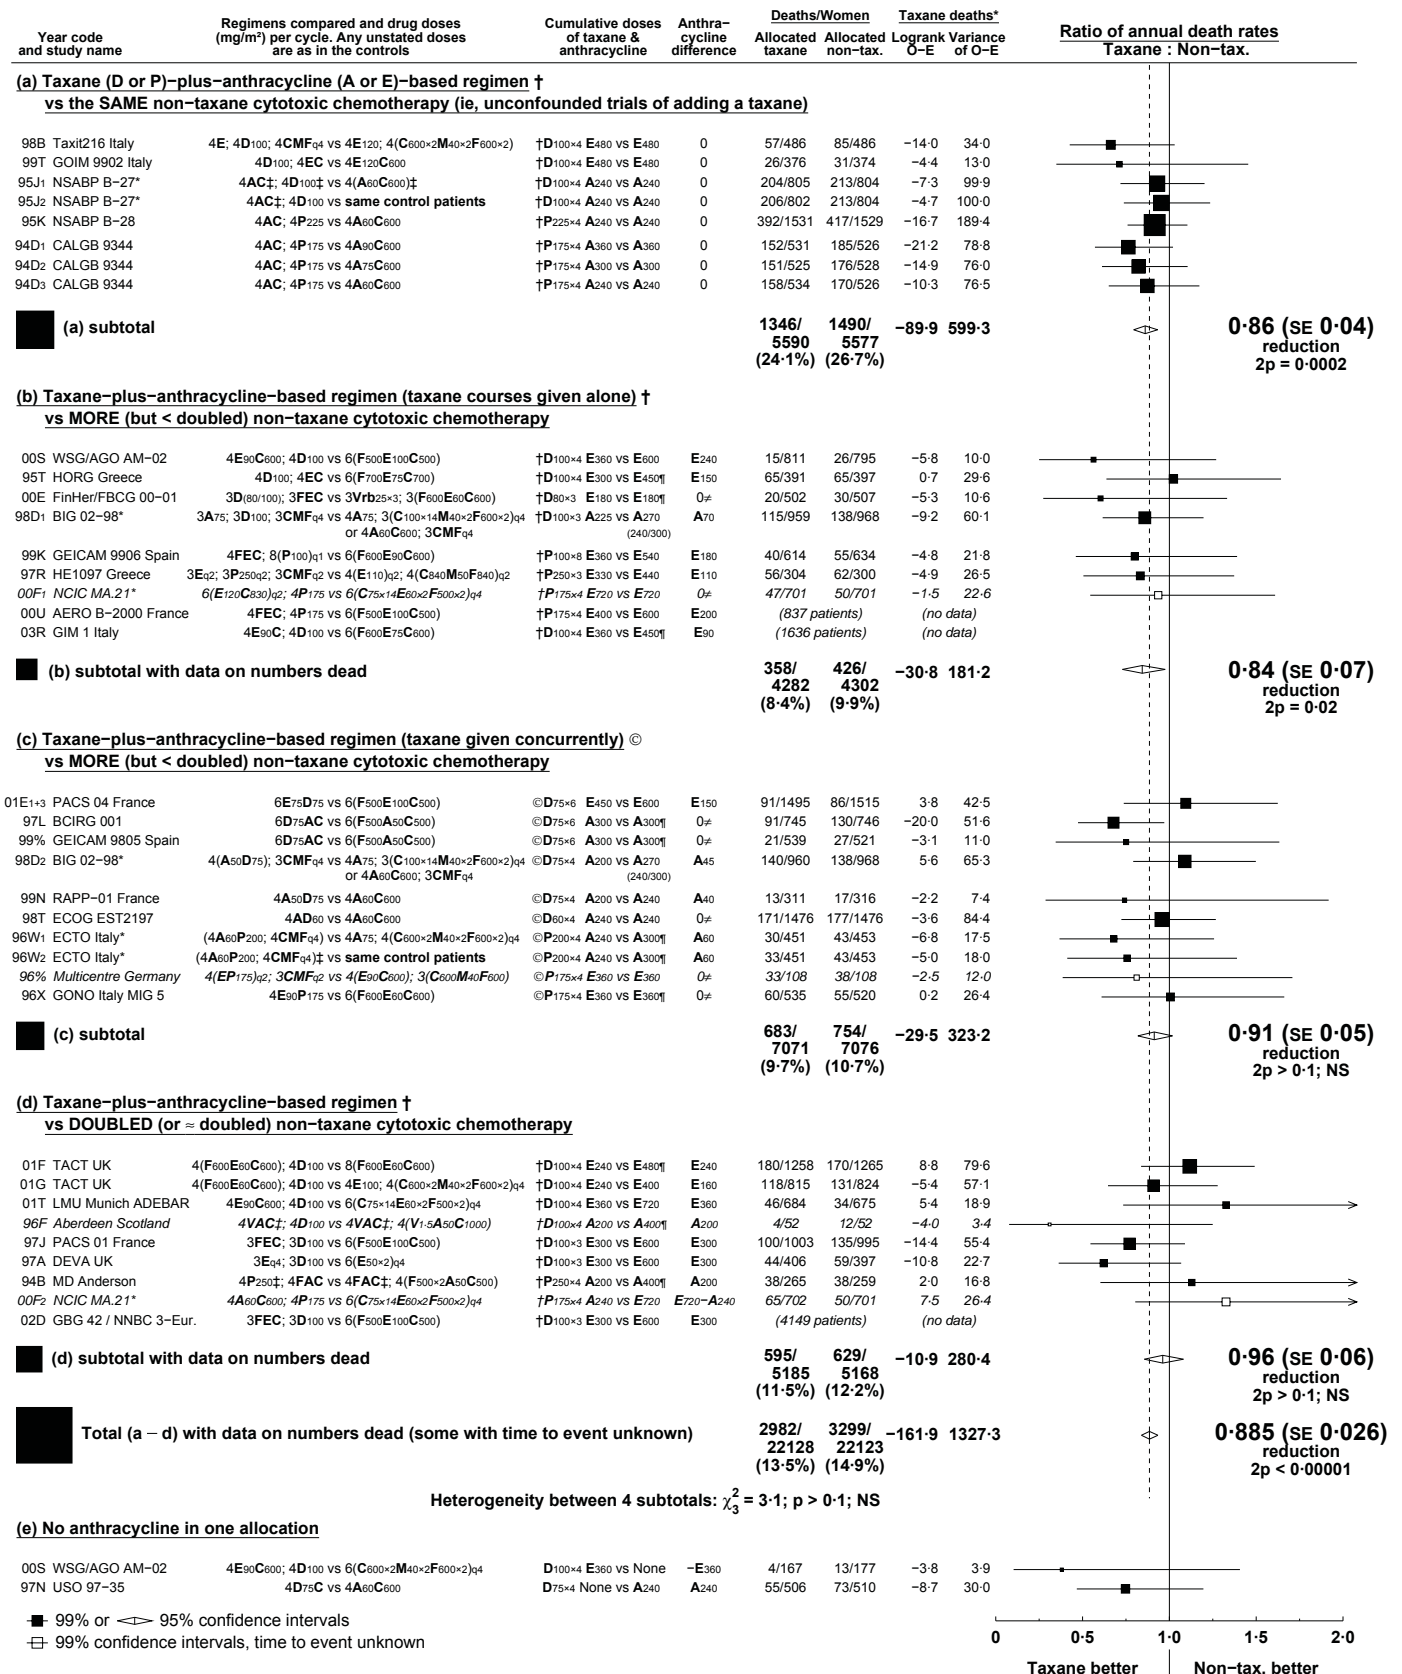 Deaths/Women Taxane deaths*
Year code and study name
Regimens compared and drug doses (mg/m²) per cycle. Any unstated doses are as in the controls
Cumulative doses of taxane & anthracycline
Anthra−cycline difference
Allocated taxane Allocated non−tax. Logrank O−E Variance of O−E
Ratio of annual death rates
Taxane : Non−tax.
(a) Taxane (D or P)−plus−anthracycline (A or E)−based regimen †
vs the SAME non−taxane cytotoxic chemotherapy (ie, unconfounded trials of adding a taxane)
98B Taxit216 Italy 4E; 4D100; 4CMFq4 vs 4E120; 4(C600×2M40×2F600×2) †D100×4 E480 vs E480 0 57/486 85/486 −14·0 34·0
99T GOIM 9902 Italy 4D100; 4EC vs 4E120C600 †D100×4 E480 vs E480 0 26/376 31/374 −4·4 13·0
95J1 NSABP B−27* 4AC‡; 4D100‡ vs 4(A60C600)‡ †D100×4 A240 vs A240 0 204/805 213/804 −7·3 99·9
95J2 NSABP B−27* 4AC‡; 4D100 vs same control patients †D100×4 A240 vs A240 0 206/802 213/804 −4·7 100·0
95K NSABP B−28 4AC; 4P225 vs 4A60C600 †P225×4 A240 vs A240 0 392/1531 417/1529 −16·7 189·4
94D1 CALGB 9344 4AC; 4P175 vs 4A90C600 †P175×4 A360 vs A360 0 152/531 185/526 −21·2 78·8
94D2 CALGB 9344 4AC; 4P175 vs 4A75C600 †P175×4 A300 vs A300 0 151/525 176/528 −14·9 76·0
94D3 CALGB 9344 4AC; 4P175 vs 4A60C600 †P175×4 A240 vs A240 0 158/534 170/526 −10·3 76·5
(a) subtotal 1346/5590 (24·1%) 1490/5577 (26·7%) −89·9 599·3 0·86 (SE 0·04)
reduction
2p = 0·0002
(b) Taxane−plus−anthracycline−based regimen (taxane courses given alone) †
vs MORE (but < doubled) non−taxane cytotoxic chemotherapy
00S WSG/AGO AM−02 4E90C600; 4D100 vs 6(F500E100C500) †D100×4 E360 vs E600 E240 15/811 26/795 −5·8 10·0
95T HORG Greece 4D100; 4EC vs 6(F700E75C700) †D100×4 E300 vs E450¶ E150 65/391 65/397 0·7 29·6
00E FinHer/FBCG 00−01 3D(80/100); 3FEC vs 3Vrb25×3; 3(F600E60C600) †D80×3 E180 vs E180¶ 0≠ 20/502 30/507 −5·3 10·6
98D1 BIG 02−98* 3A75; 3D100; 3CMFq4 vs 4A75; 3(C100×14M40×2F600×2)q4 †D100×3 A225 vs A270 A70 115/959 138/968 −9·2 60·1
or 4A60C600; 3CMFq4 (240/300)
99K GEICAM 9906 Spain 4FEC; 8(P100)q1 vs 6(F600E90C600) †P100×8 E360 vs E540 E180 40/614 55/634 −4·8 21·8
97R HE1097 Greece 3Eq2; 3P250q2; 3CMFq2 vs 4(E110)q2; 4(C840M50F840)q2 †P250×3 E330 vs E440 E110 56/304 62/300 −4·9 26·5
00F1 NCIC MA.21* 6(E120C830)q2; 4P175 vs 6(C75×14E60×2F500×2)q4 †P175×4 E720 vs E720 0≠ 47/701 50/701 −1·5 22·6
00U AERO B−2000 France 4FEC; 4P175 vs 6(F500E100C500) †P175×4 E400 vs E600 E200 (837 patients) (no data)
03R GIM 1 Italy 4E90C; 4D100 vs 6(F600E75C600) †D100×4 E360 vs E450¶ E90 (1636 patients) (no data)
(b) subtotal with data on numbers dead 358/4282 (8·4%) 426/4302 (9·9%) −30·8 181·2 0·84 (SE 0·07)
reduction
2p = 0·02
(c) Taxane−plus−anthracycline−based regimen (taxane given concurrently) ©
vs MORE (but < doubled) non−taxane cytotoxic chemotherapy
01E1+3 PACS 04 France 6E75D75 vs 6(F500E100C500) ©D75×6 E450 vs E600 E150 91/1495 86/1515 3·8 42·5
97L BCIRG 001 6D75AC vs 6(F500A50C500) ©D75×6 A300 vs A300¶ 0≠ 91/745 130/746 −20·0 51·6
99% GEICAM 9805 Spain 6D75AC vs 6(F500A50C500) ©D75×6 A300 vs A300¶ 0≠ 21/539 27/521 −3·1 11·0
98D2 BIG 02−98* 4(A50D75); 3CMFq4 vs 4A75; 3(C100×14M40×2F600×2)q4 ©D75×4 A200 vs A270 A45 140/960 138/968 5·6 65·3
or 4A60C600; 3CMFq4 (240/300)
99N RAPP−01 France 4A50D75 vs 4A60C600 ©D75×4 A200 vs A240 A40 13/311 17/316 −2·2 7·4
98T ECOG EST2197 4AD60 vs 4A60C600 ©D60×4 A240 vs A240 0≠ 171/1476 177/1476 −3·6 84·4
96W1 ECTO Italy* (4A60P200; 4CMFq4) vs 4A75; 4(C600×2M40×2F600×2)q4 ©P200×4 A240 vs A300¶ A60 30/451 43/453 −6·8 17·5
96W2 ECTO Italy* (4A60P200; 4CMFq4)‡ vs same control patients ©P200×4 A240 vs A300¶ A60 33/451 43/453 −5·0 18·0
96% Multicentre Germany 4(EP175)q2; 3CMFq2 vs 4(E90C600); 3(C600M40F600) ©P175×4 E360 vs E360 0≠ 33/108 38/108 −2·5 12·0
96X GONO Italy MIG 5 4E90P175 vs 6(F600E60C600) ©P175×4 E360 vs E360¶ 0≠ 60/535 55/520 0·2 26·4
(c) subtotal 683/7071 (9·7%) 754/7076 (10·7%) −29·5 323·2 0·91 (SE 0·05)
reduction
2p > 0·1; NS
(d) Taxane−plus−anthracycline−based regimen †
vs DOUBLED (or ≈ doubled) non−taxane cytotoxic chemotherapy
01F TACT UK 4(F600E60C600); 4D100 vs 8(F600E60C600) †D100×4 E240 vs E480¶ E240 180/1258 170/1265 8·8 79·6
01G TACT UK 4(F600E60C600); 4D100 vs 4E100; 4(C600×2M40×2F600×2)q4 †D100×4 E240 vs E400 E160 118/815 131/824 −5·4 57·1
01T LMU Munich ADEBAR 4E90C600; 4D100 vs 6(C75×14E60×2F500×2)q4 †D100×4 E360 vs E720 E360 46/684 34/675 5·4 18·9
96F Aberdeen Scotland 4VAC‡; 4D100 vs 4VAC‡; 4(V1·5A50C1000) †D100×4 A200 vs A400¶ A200 4/52 12/52 −4·0 3·4
97J PACS 01 France 3FEC; 3D100 vs 6(F500E100C500) †D100×3 E300 vs E600 E300 100/1003 135/995 −14·4 55·4
97A DEVA UK 3Eq4; 3D100 vs 6(E50×2)q4 †D100×3 E300 vs E600 E300 44/406 59/397 −10·8 22·7
94B MD Anderson 4P250‡; 4FAC vs 4FAC‡; 4(F500×2A50C500) †P250×4 A200 vs A400¶ A200 38/265 38/259 2·0 16·8
00F2 NCIC MA.21* 4A60C600; 4P175 vs 6(C75×14E60×2F500×2)q4 †P175×4 A240 vs E720 E720−A240 65/702 50/701 7·5 26·4
02D GBG 42 / NNBC 3−Eur. 3FEC; 3D100 vs 6(F500E100C500) †D100×3 E300 vs E600 E300 (4149 patients) (no data)
(d) subtotal with data on numbers dead 595/5185 (11·5%) 629/5168 (12·2%) −10·9 280·4 0·96 (SE 0·06)
reduction
2p > 0·1; NS
Total (a − d) with data on numbers dead (some with time to event unknown) 2982/22128 (13·5%) 3299/22123 (14·9%) −161·9 1327·3 0·885 (SE 0·026)
reduction
2p < 0·00001
Heterogeneity between 4 subtotals: χ²₃ = 3·1; p > 0·1; NS
(e) No anthracycline in one allocation
00S WSG/AGO AM−02 4E90C600; 4D100 vs 6(C600×2M40×2F600×2)q4 D100×4 E360 vs None −E360 4/167 13/177 −3·8 3·9
97N USO 97−35 4D75C vs 4A60C600 D75×4 None vs A240 A240 55/506 73/510 −8·7 30·0
99% or 95% confidence intervals
99% confidence intervals, time to event unknown
0 0·5 1·0 1·5 2·0
Taxane better Non−tax. better